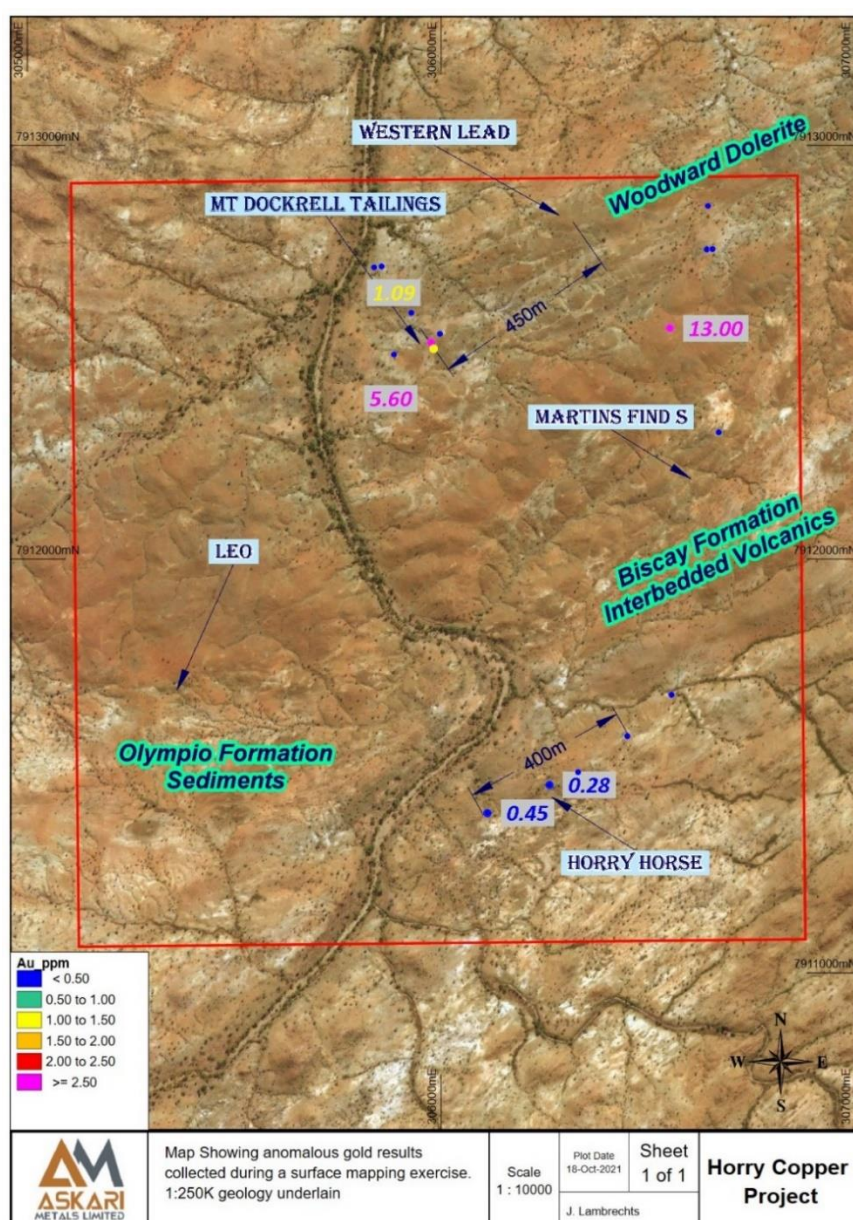 305000mE
306000mE
307000mE
7913000mN
7913000mN
WESTERN LEAD
Woodward Dolerite
MT DOCKRELL TAILINGS
1.09
450m
13.00
5.60
MARTINS FIND S
7912000mN
7912000mN
LEO
Biscay Formation
Interbedded Volcanics
Olympio Formation
Sediments
400m
0.28
0.45
HORRY HORSE
7911000mN
Au_ppm
< 0.50
0.50 to 1.00
1.00 to 1.50
1.50 to 2.00
2.00 to 2.50
>= 2.50
N
W
E
S
306000mE
307000mE
AM
ASKARI
METALS LIMITED
Map Showing anomalous gold results
collected during a surface mapping exercise.
1:250K geology underlain
Scale
1 : 10000
Plot Date
18-Oct-2021
J. Lambrechts
Sheet
1 of 1
Horry Copper
Project